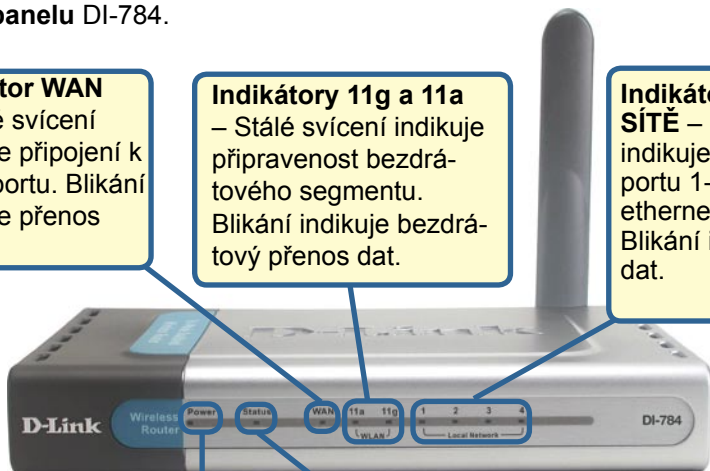 panelu DI-784.
tor WAN
svícení
e připojení k
portu. Blikání
e přenos
Indikátory 11g a 11a
– Stálé svícení indikuje
připravenost bezdrá-
tového segmentu.
Blikání indikuje bezdrá-
tový přenos dat.
Indikáto
SÍTĚ –
indikuje
portu 1-
etherne
Blikání i
dat.
D-Link
D-Link
Wireless
Router
Power
Status
WAN
11a 11g
WLAN
1 2 3 4
Local Network
DI-784